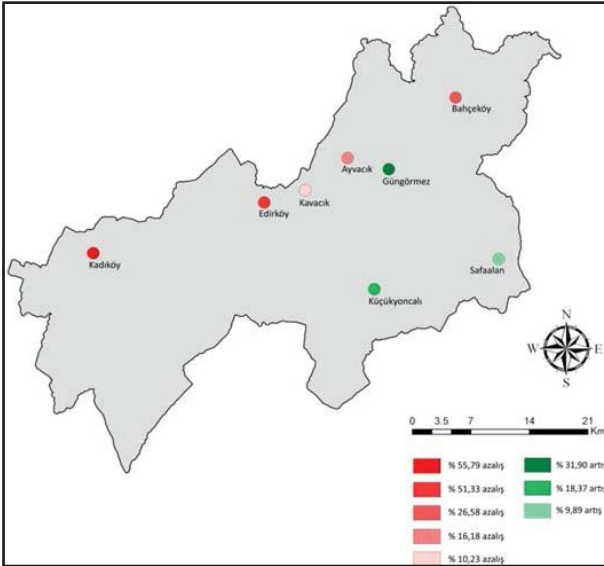 Bahçeköy
Ayvacık
Güngörmez
Kavacık
Edirköy
Kadıköy
Safaalan
Küçükyoncalı
N
W E
S
0 3.5 7 14 21
Km
% 55,79 azalış
% 51,33 azalış
% 26,58 azalış
% 16,18 azalış
% 10,23 azalış
% 31,90 artış
% 18,37 artış
% 9,89 artış